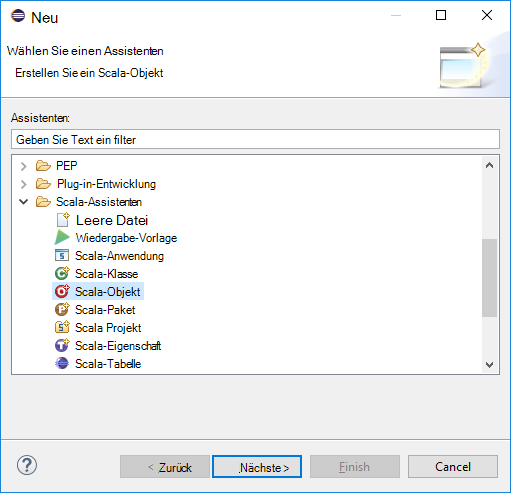 Neu
Wählen Sie einen Assistenten
Erstellen Sie ein Scala-Objekt
Assistenten:
Geben Sie Text ein filter
PEP
Plug-in-Entwicklung
Scala-Assistenten
Leere Datei
Wiedergabe-Vorlage
Scala-Anwendung
Scala-Klasse
Scala-Objekt
Scala-Paket
Scala Projekt
Scala-Eigenschaft
Scala-Tabelle
? < Zurück Nächste > Finish Cancel